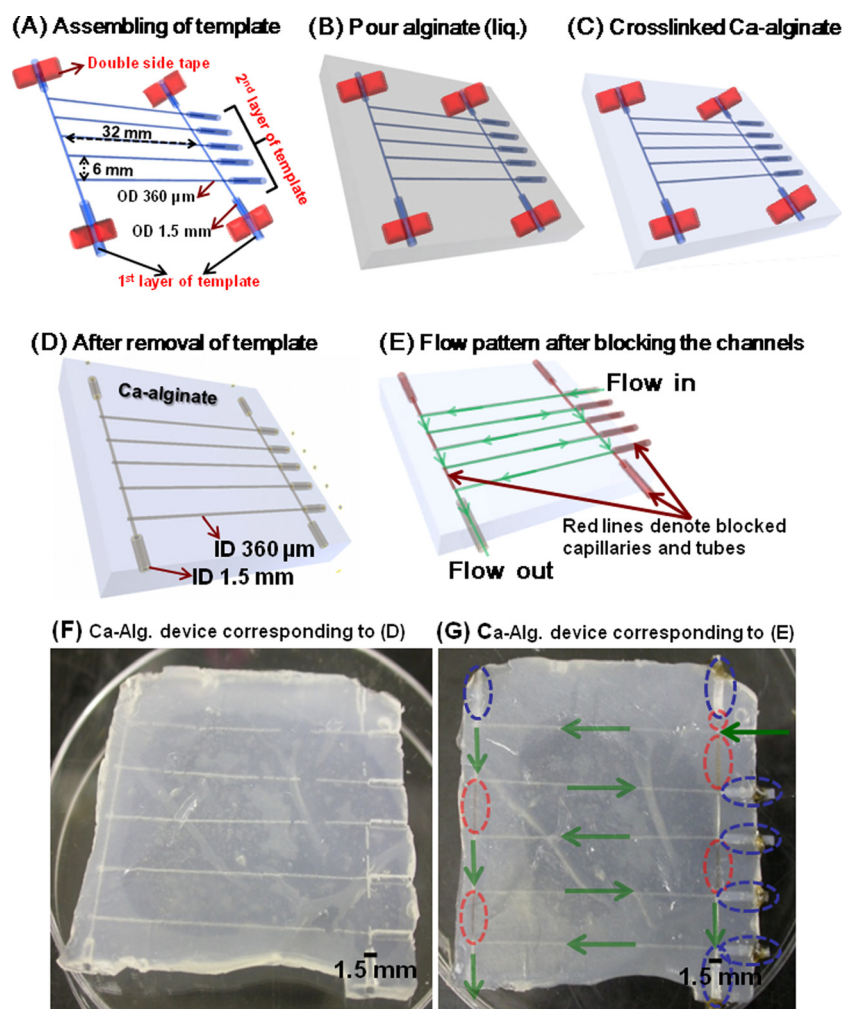 (A) Assembling of template
(B) Pour alginate (liq.)
(C) Crosslinked Ca-alginate
Double side tape
2nd layer of template
32 mm
6 mm
OD 360 µm
OD 1.5 mm
1st layer of template
(D) After removal of template
(E) Flow pattern after blocking the channels
Ca-alginate
ID 360 µm
ID 1.5 mm
Flow in
Red lines denote blocked
capillaries and tubes
Flow out
(F) Ca-Alg. device corresponding to (D)
(G) Ca-Alg. device corresponding to (E)
1.5 mm
1.5 mm